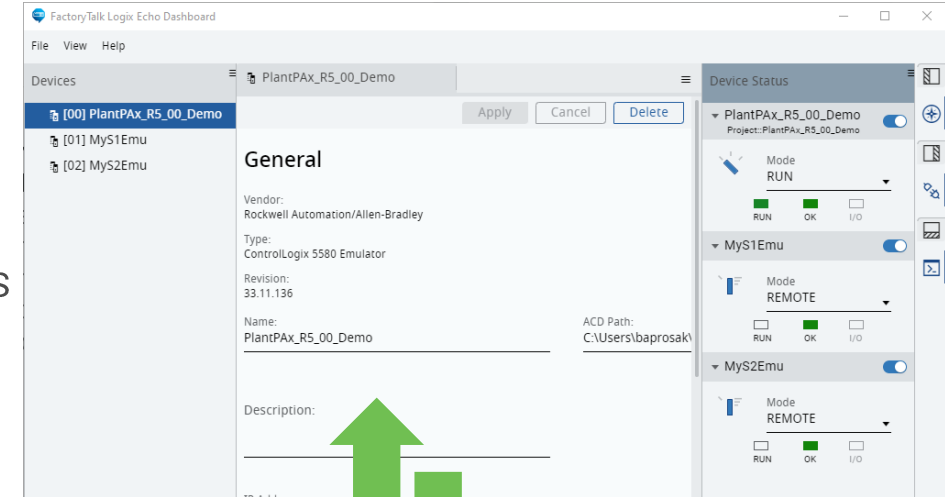 FactoryTalk Logix Echo Dashboard
File View Help
Devices
[00] PlantPAx_R5_00_Demo
[01] MyS1Emu
[02] MyS2Emu
PlantPAx_R5_00_Demo
Apply Cancel Delete
General
Vendor:
Rockwell Automation/Allen-Bradley
Type:
ControlLogix 5580 Emulator
Revision:
33.11.136
Name:
PlantPAx_R5_00_Demo
ACD Path:
C:\Users\baprosak\
Description:
Device Status
PlantPAx_R5_00_Demo
Project::PlantPAx_R5_00_Demo
Mode
RUN
RUN OK I/O
MyS1Emu
Mode
REMOTE
RUN OK I/O
MyS2Emu
Mode
REMOTE
RUN OK I/O
s